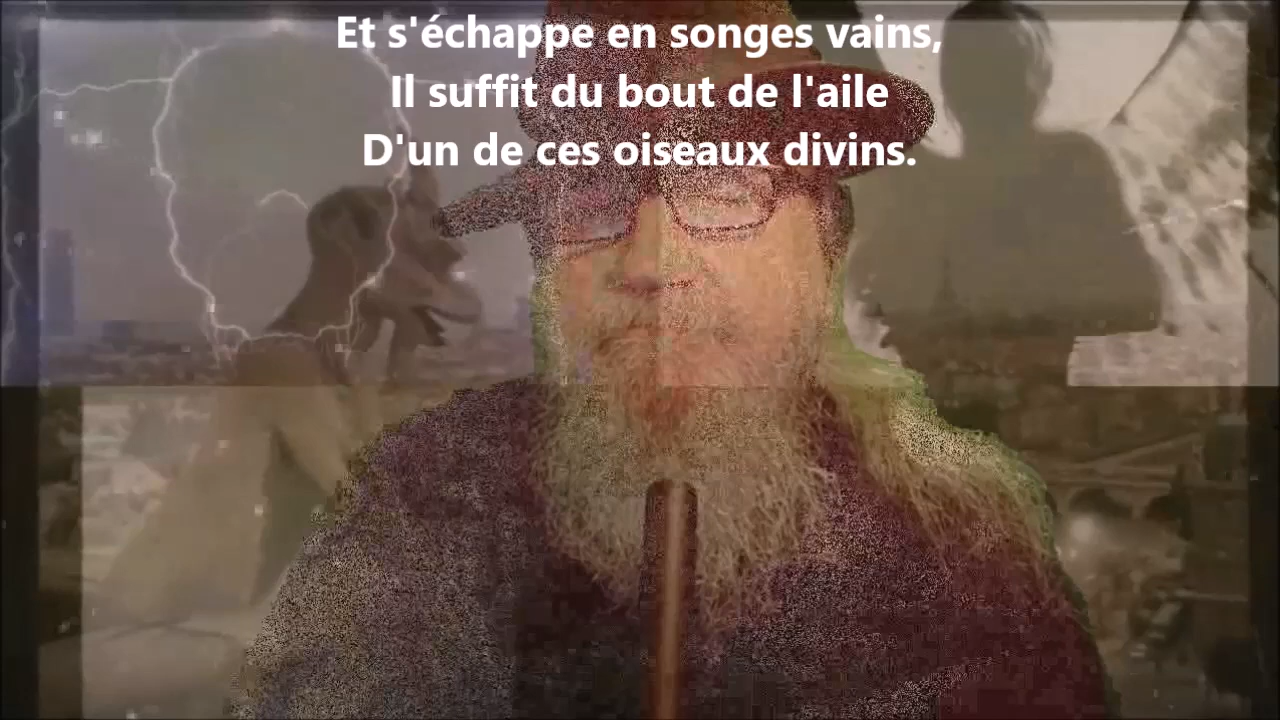 Et s'échappe en songes vains,
Il suffit du bout de l'aile
D'un de ces oiseaux divins.